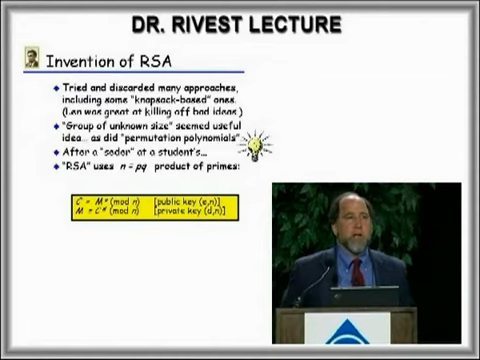 DR. RIVEST LECTURE
Invention of RSA
Tried and discarded many approaches,
including some "knapsack-based" ones.
(Len was great at killing off bad ideas.)
"Group of unknown size" seemed useful
idea... as did "permutation polynomials"...
After a "seder" at a student's...
"RSA" uses n = pq product of primes:
C = Mᵉ (mod n) [public key (e,n)]
M = Cᵈ (mod n) [private key (d,n)]